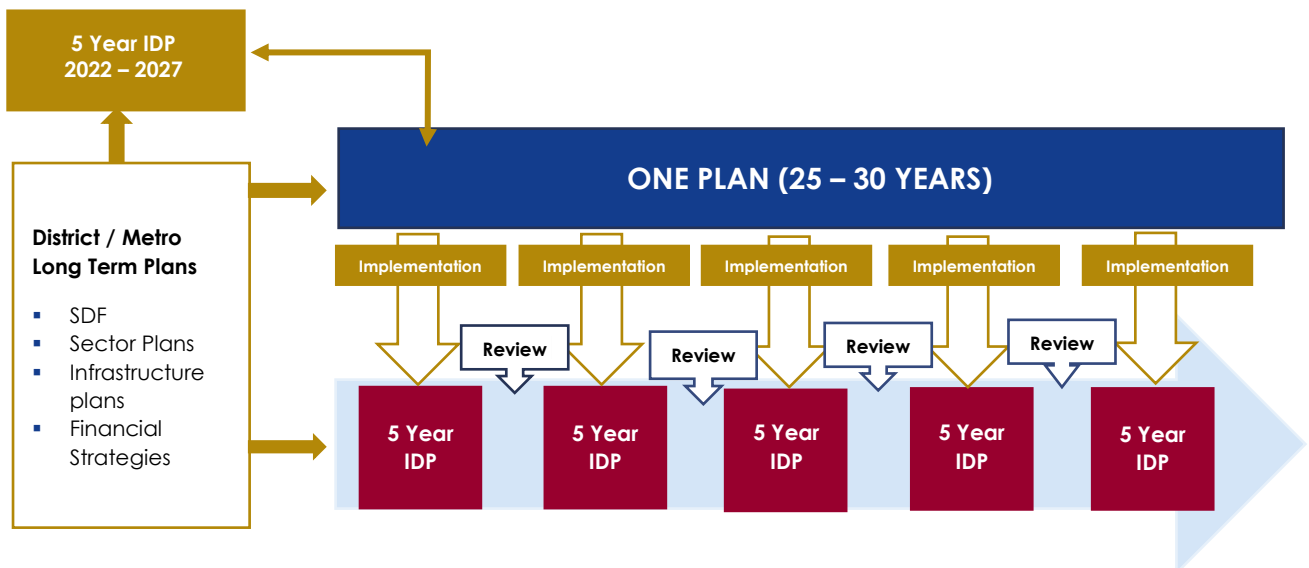 5 Year IDP
2022 – 2027
ONE PLAN (25 – 30 YEARS)
District / Metro
Long Term Plans
▪ SDF
▪ Sector Plans
▪ Infrastructure
plans
▪ Financial
Strategies
Implementation
Implementation
Implementation
Implementation
Implementation
Review
Review
Review
Review
5 Year
IDP
5 Year
IDP
5 Year
IDP
5 Year
IDP
5 Year
IDP